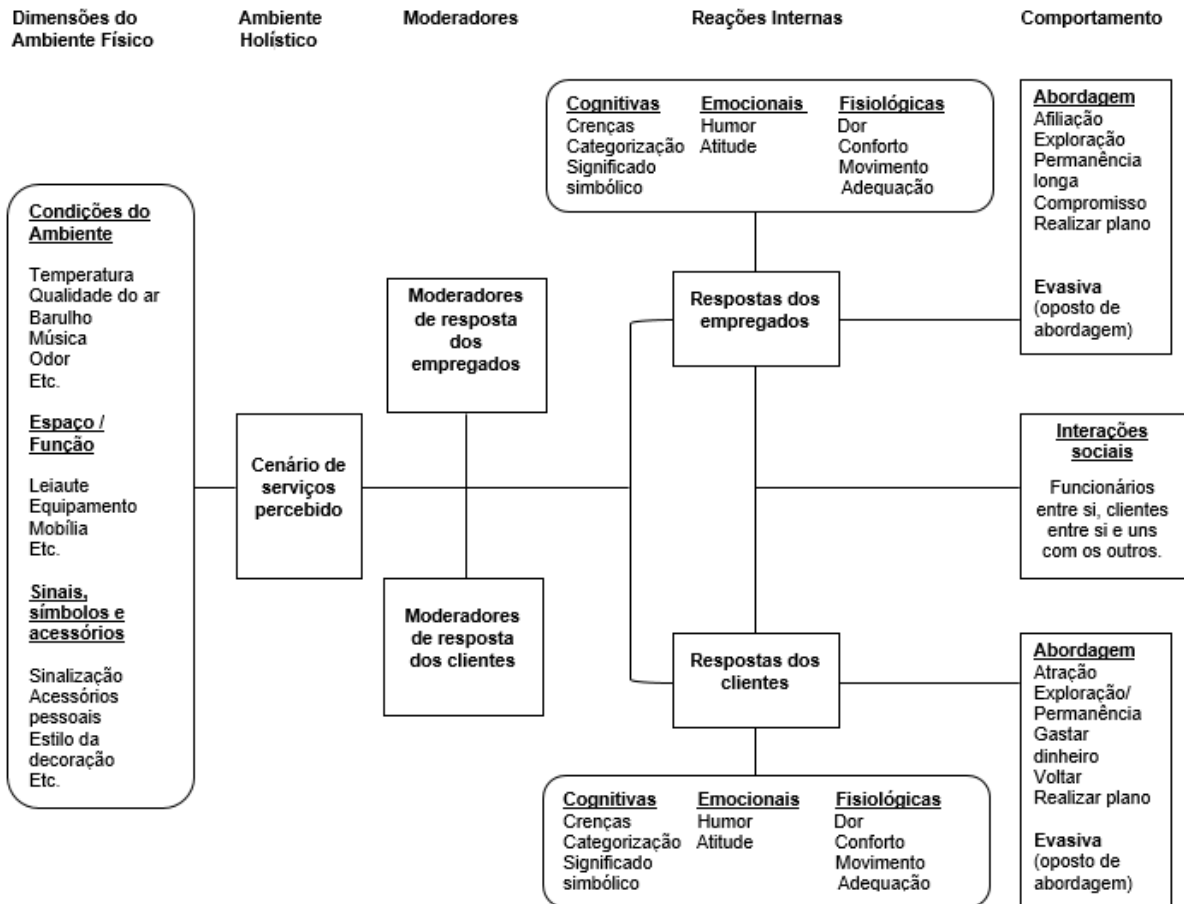 Dimensões do
Ambiente Físico
Ambiente
Holístico
Moderadores
Reações Internas
Comportamento
Condições do
Ambiente
Temperatura
Qualidade do ar
Barulho
Música
Odor
Etc.
Espaço /
Função
Leiaute
Equipamento
Mobília
Etc.
Sinais,
símbolos e
acessórios
Sinalização
Acessórios
pessoais
Estilo da
decoração
Etc.
Cenário de
serviços
percebido
Moderadores
de resposta
dos
empregados
Moderadores
de resposta
dos clientes
Cognitivas
Crenças
Categorização
Significado
simbólico
Emocionais
Humor
Atitude
Fisiológicas
Dor
Conforto
Movimento
Adequação
Respostas dos
empregados
Respostas dos
clientes
Cognitivas
Crenças
Categorização
Significado
simbólico
Emocionais
Humor
Atitude
Fisiológicas
Dor
Conforto
Movimento
Adequação
Abordagem
Afiliação
Exploração
Permanência
longa
Compromisso
Realizar plano
Evasiva
(oposto de
abordagem)
Interações
sociais
Funcionários
entre si, clientes
entre si e uns
com os outros.
Abordagem
Atração
Exploração/
Permanência
Gastar
dinheiro
Voltar
Realizar plano
Evasiva
(oposto de
abordagem)